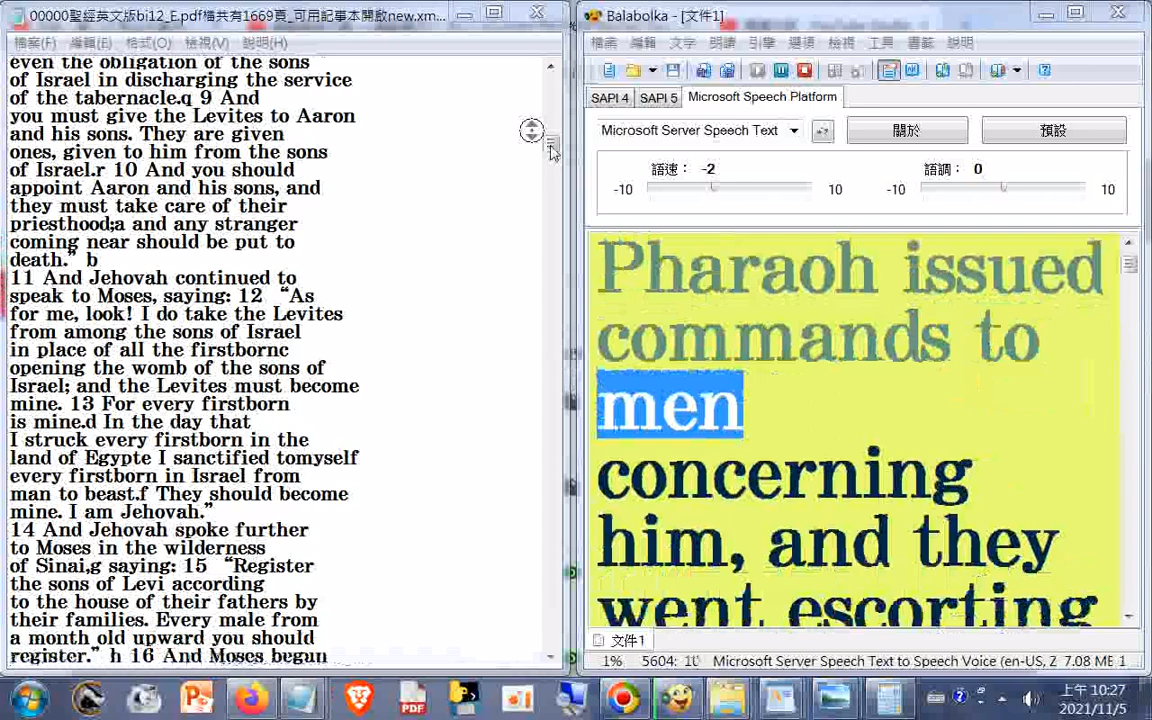 00000聖經英文版bi12_E.pdf檔共有1669頁_可用記事本開啟new.xm...
檔案(F) 編輯(E) 格式(O) 檢視(V) 說明(H)
even the obligation of the sons
of Israel in discharging the service
of the tabernacle.q 9 And
you must give the Levites to Aaron
and his sons. They are given
ones, given to him from the sons
of Israel.r 10 And you should
appoint Aaron and his sons, and
they must take care of their
priesthood;a and any stranger
coming near should be put to
death.” b
11 And Jehovah continued to
speak to Moses, saying: 12 “As
for me, look! I do take the Levites
from among the sons of Israel
in place of all the firstbornc
opening the womb of the sons of
Israel; and the Levites must become
mine. 13 For every firstborn
is mine.d In the day that
I struck every firstborn in the
land of Egypte I sanctified tomyself
every firstborn in Israel from
man to beast.f They should become
mine. I am Jehovah.”
14 And Jehovah spoke further
to Moses in the wilderness
of Sinai,g saying: 15 “Register
the sons of Levi according
to the house of their fathers by
their families. Every male from
a month old upward you should
register.” h 16 And Moses begun
Balabolka - [文件1]
檔案 編輯 文字 朗讀 引擎 選項 檢視 工具 書籤 說明
SAPI 4 SAPI 5 Microsoft Speech Platform
Microsoft Server Speech Text 關於 預設
語速： -2 語調： 0
-10 10 -10 10
Pharaoh issued
commands to
men
concerning
him, and they
went escorting
文件1
1% 5604: 10 Microsoft Server Speech Text to Speech Voice (en-US, Z 7.08 ME 1
PDF
上午 10:27
2021/11/5